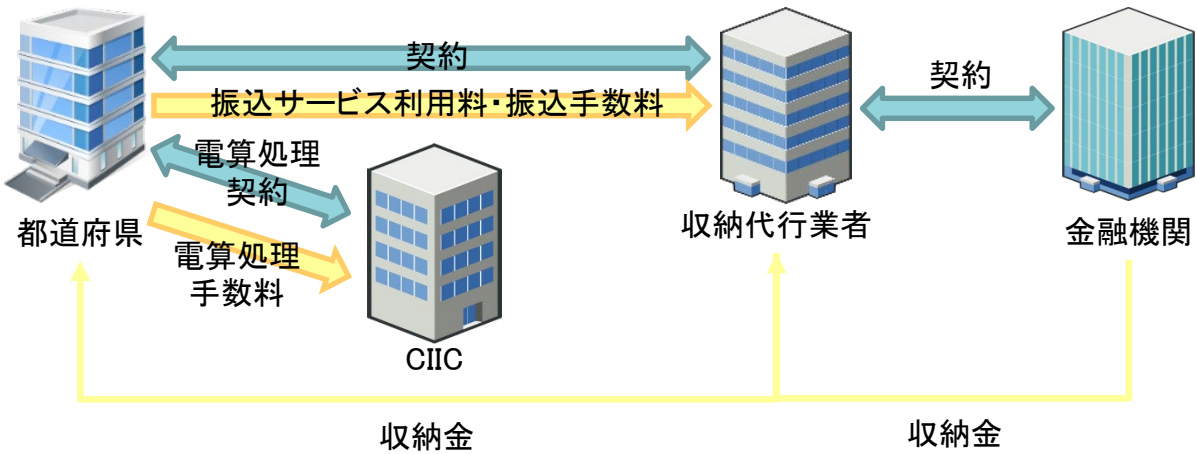 契約
振込サービス利用料・振込手数料
契約
電算処理
契約
都道府県
収納代行業者
金融機関
電算処理
手数料
CIIC
収納金
収納金